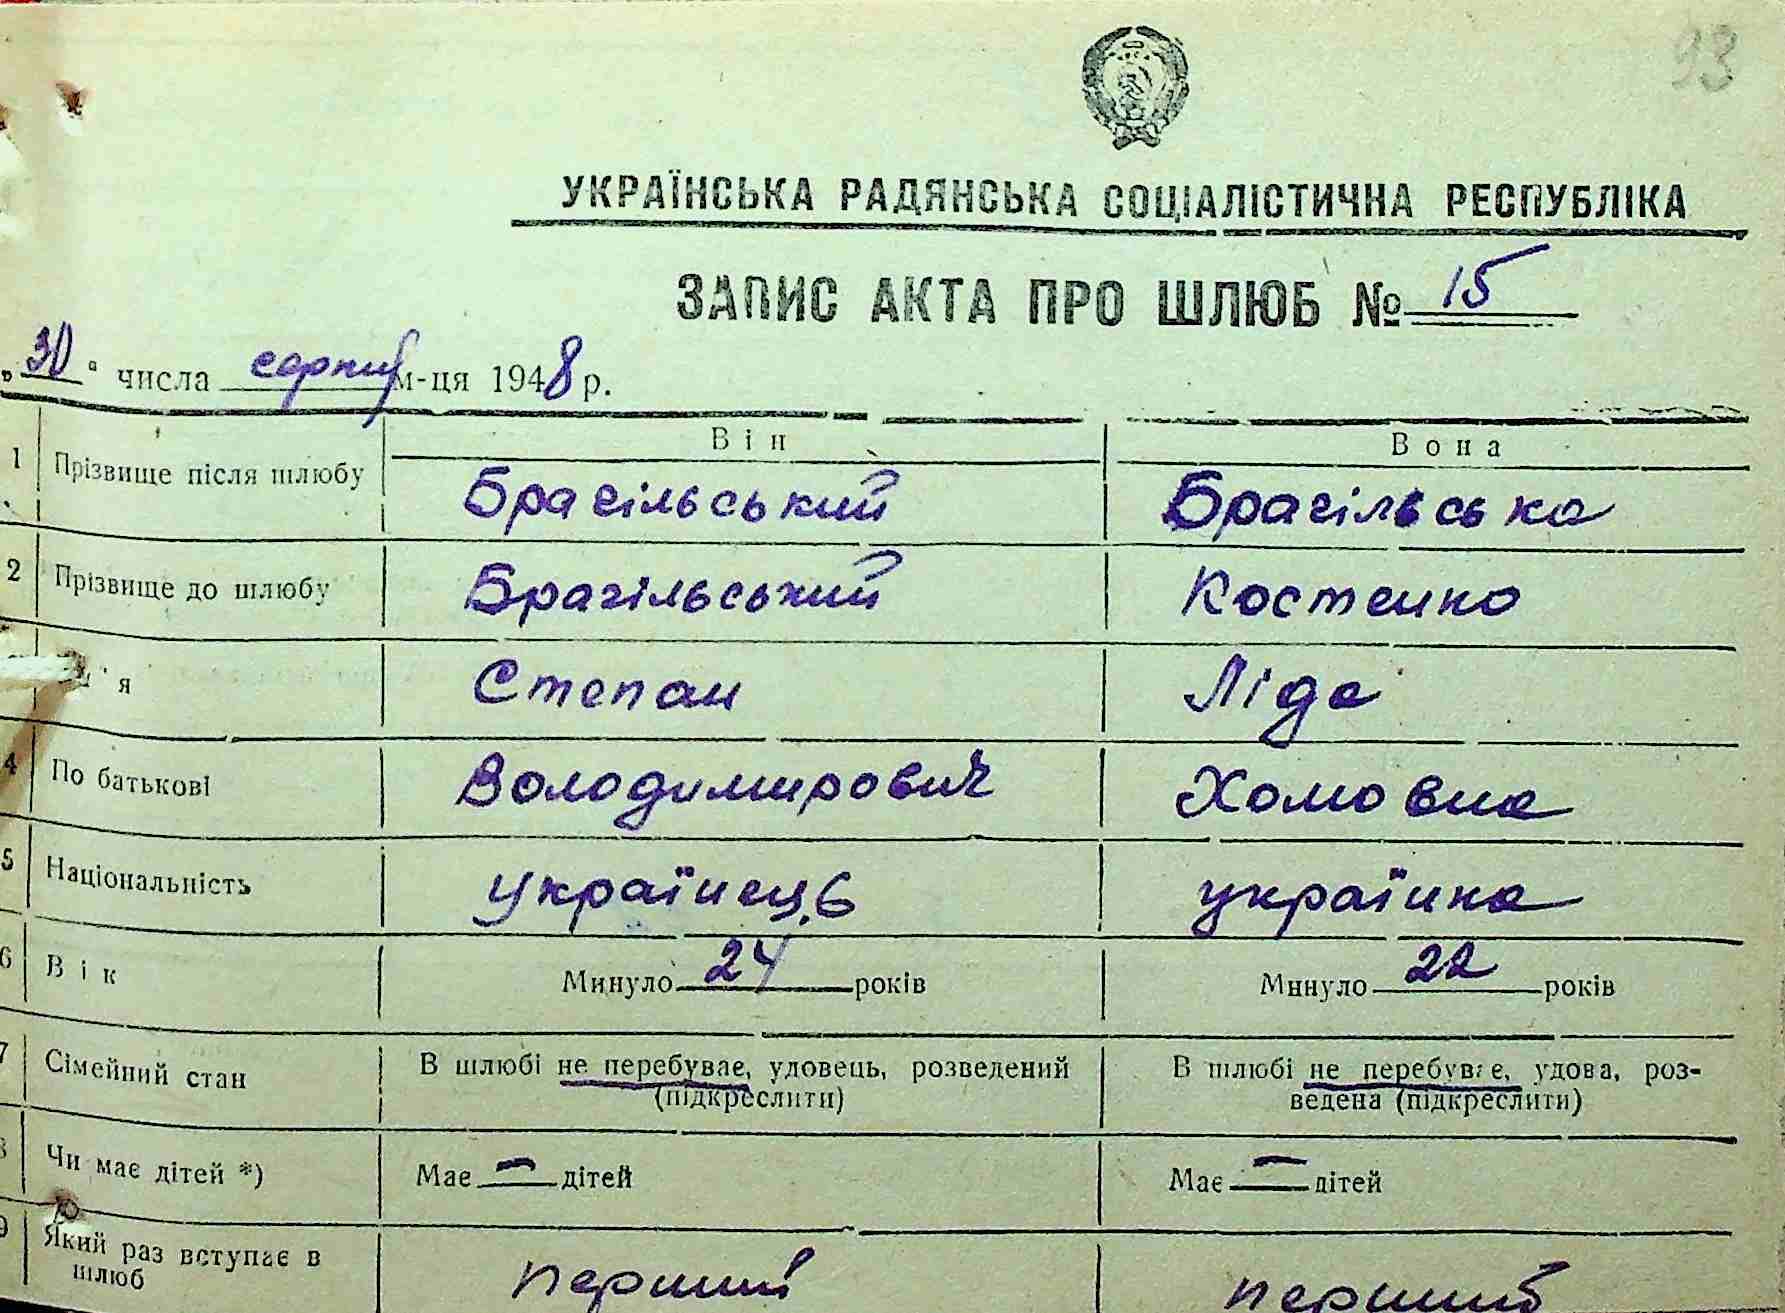 93
УКРАЇНСЬКА РАДЯНСЬКА СОЦІАЛІСТИЧНА РЕСПУБЛІКА
ЗАПИС АКТА ПРО ШЛЮБ № 15
„30“ числа серпня м-ця 1948 р.
Він Вона
1 Прізвище після шлюбу Брагільський Брагільська
2 Прізвище до шлюбу Брагільський Костенко
'я Степан Ліда
4 По батькові Володимирович Хомовна
5 Національність українець українка
6 Вік Минуло 24 років Минуло 22 років
7 Сімейний стан В шлюбі не перебуває, удовець, розведений В шлюбі не перебуває, удова, роз-
(підкреслити) ведена (підкреслити)
8 Чи має дітей *) Має — дітей Має — дітей
9 Який раз вступає в
шлюб перший перший